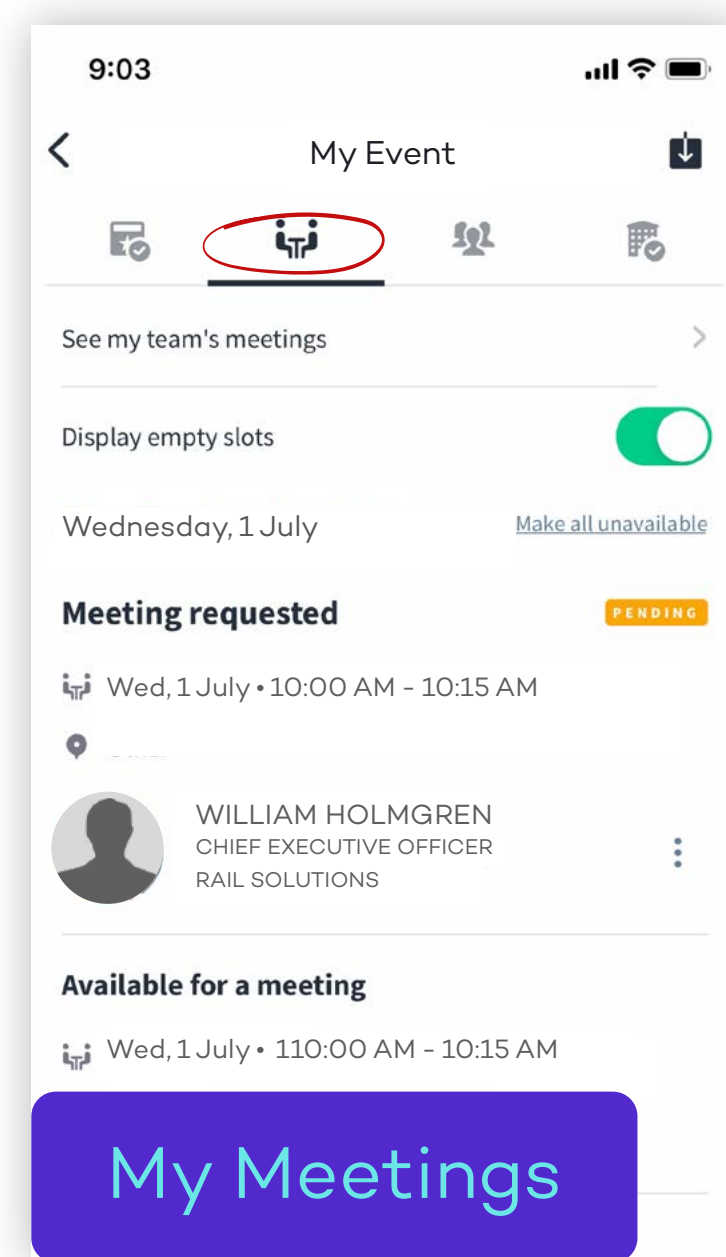 9:03
My Event
See my team's meetings
Display empty slots
Wednesday, 1 July
Make all unavailable
Meeting requested
PENDING
Wed, 1 July • 10:00 AM - 10:15 AM
WILLIAM HOLMGREN
CHIEF EXECUTIVE OFFICER
RAIL SOLUTIONS
Available for a meeting
Wed, 1 July • 110:00 AM - 10:15 AM
My Meetings